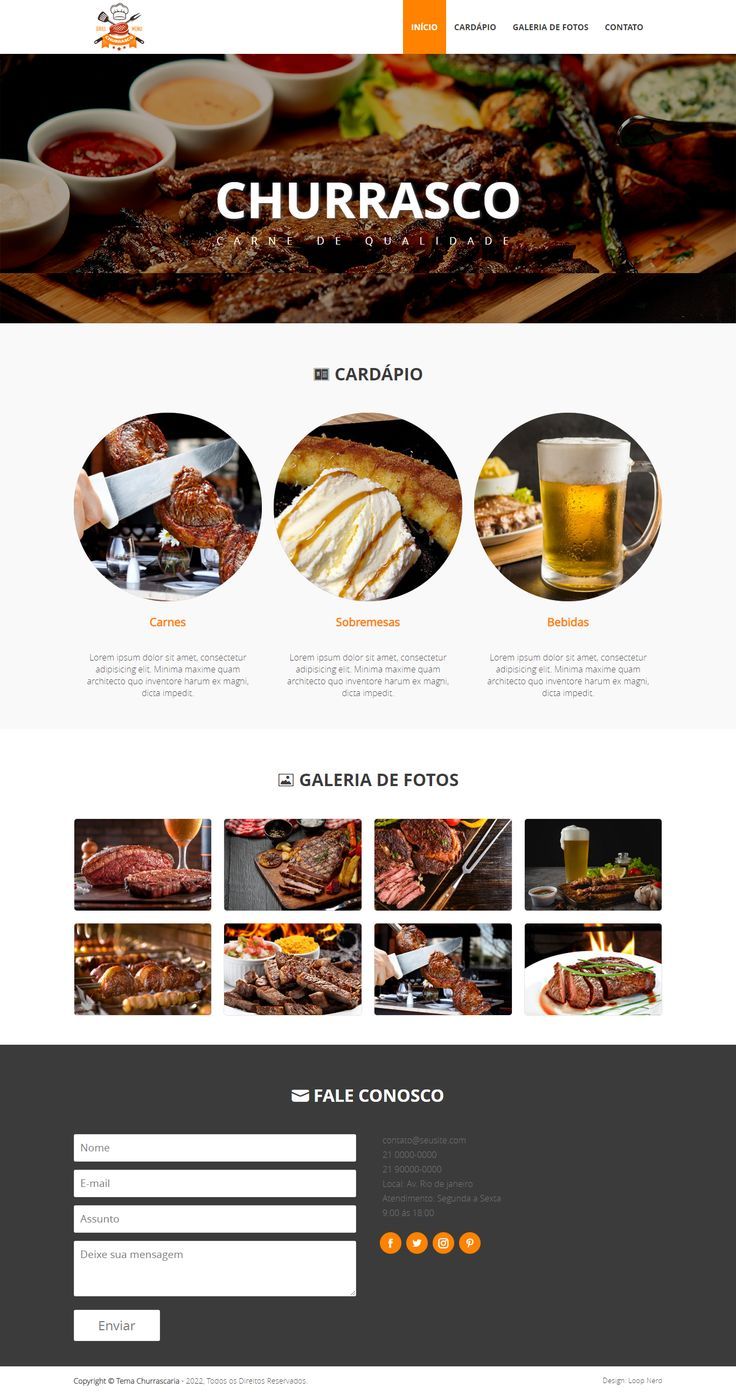 CHURRASCO
INÍCIO
CARDÁPIO
GALERIA DE FOTOS
CONTATO
CHURRASCO
CARNE DE QUALIDADE
CARDÁPIO
Carnes
Lorem ipsum dolor sit amet, consectetur
adipisicing elit. Minima maxime quam
architecto quo inventore harum ex magni,
dicta impedit.
Sobremesas
Lorem ipsum dolor sit amet, consectetur
adipisicing elit. Minima maxime quam
architecto quo inventore harum ex magni,
dicta impedit.
Bebidas
Lorem ipsum dolor sit amet, consectetur
adipisicing elit. Minima maxime quam
architecto quo inventore harum ex magni,
dicta impedit.
GALERIA DE FOTOS
FALE CONOSCO
Nome
E-mail
Assunto
Deixe sua mensagem
Enviar
contato@seusite.com
21 0000-0000
21 90000-0000
Local: Av. Rio de janeiro
Atendimento: Segunda a Sexta
9:00 ás 18:00
Copyright © Tema Churrascaria - 2022, Todos os Direitos Reservados.
Design: Loop Nerd